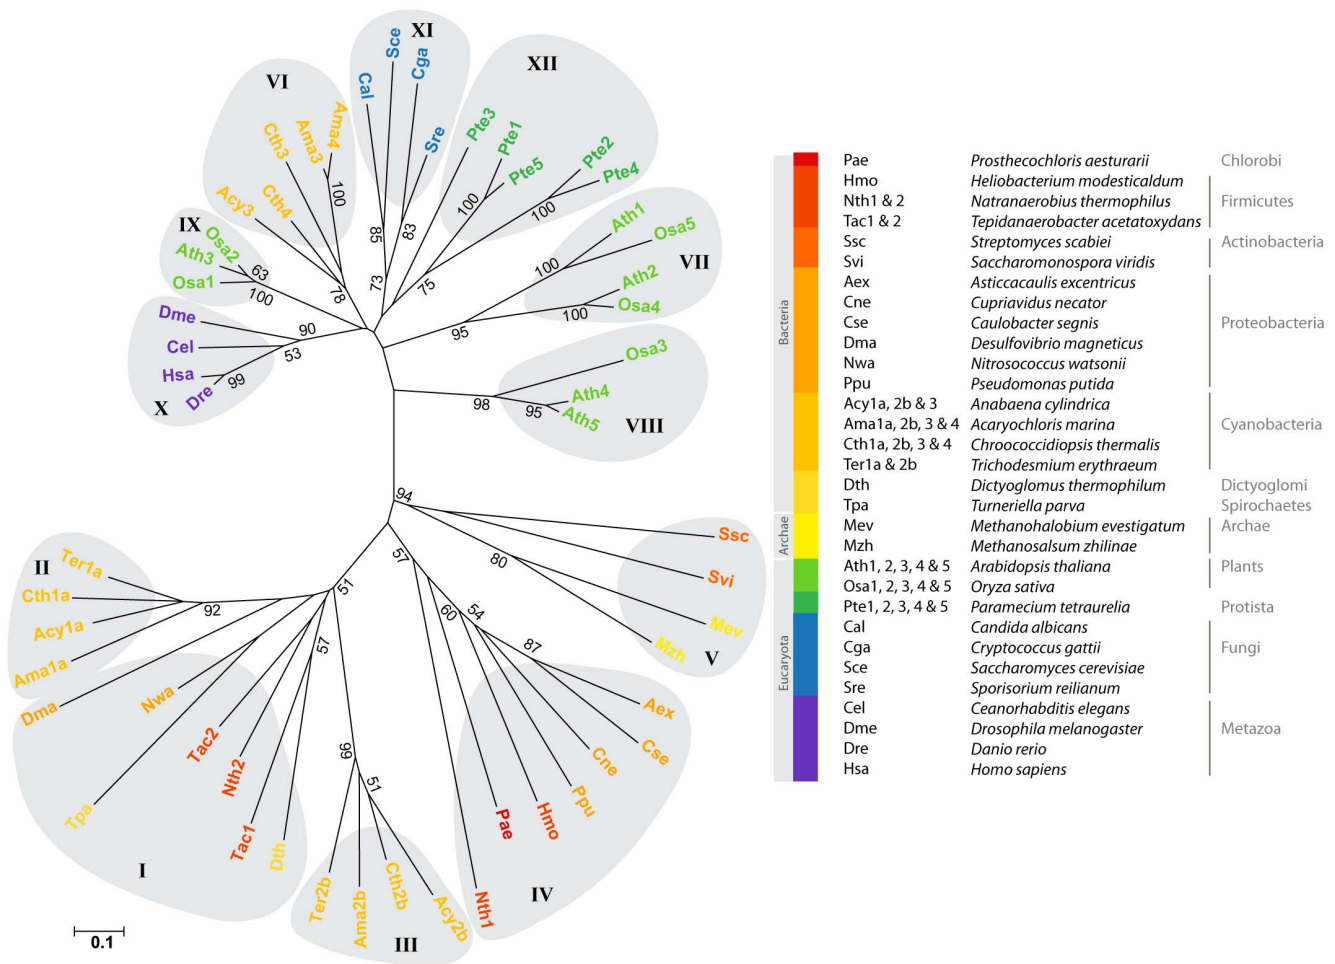 XI
Sce
Cga
Cal
Sre
XII
Pte3
Pte1
Pte5
Pte2
Pte4
VI
Ama4
Ama3
Cth3
Cth4
Acy3
100
85
83
73
78
75
100
100
IX
Osa2
Ath3
Osa1
63
100
Ath1
Osa5
VII
Ath2
Osa4
100
100
95
Dme
Cel
Hsa
Dre
X
90
53
99
Osa3
Ath4
Ath5
VIII
98
95
94
Ssc
Svi
Mev
Mzh
V
80
II
Ter1a
Cth1a
Acy1a
Ama1a
92
51
57
57
60
54
87
Dma
Nwa
Tpa
Tac2
Nth2
Tac1
Dth
I
99
51
Ter2b
Ama2b
Cth2b
Acy2b
III
Aex
Cse
Cne
Ppu
Hmo
Pae
Nth1
IV
0.1
Bacteria
Archae
Eucaryota
Pae Prosthecochloris aesturarii Chlorobi
Hmo Heliobacterium modesticaldum
Nth1 & 2 Natranaerobius thermophilus Firmicutes
Tac1 & 2 Tepidanaerobacter acetatoxydans
Ssc Streptomyces scabiei Actinobacteria
Svi Saccharomonospora viridis
Aex Asticcacaulis excentricus
Cne Cupriavidus necator
Cse Caulobacter segnis Proteobacteria
Dma Desulfovibrio magneticus
Nwa Nitrosococcus watsonii
Ppu Pseudomonas putida
Acy1a, 2b & 3 Anabaena cylindrica
Ama1a, 2b, 3 & 4 Acaryochloris marina Cyanobacteria
Cth1a, 2b, 3 & 4 Chroococcidiopsis thermalis
Ter1a & 2b Trichodesmium erythraeum
Dth Dictyoglomus thermophilum Dictyoglomi
Tpa Turneriella parva Spirochaetes
Mev Methanohalobium evestigatum Archae
Mzh Methanosalsum zhilinae
Ath1, 2, 3, 4 & 5 Arabidopsis thaliana Plants
Osa1, 2, 3, 4 & 5 Oryza sativa
Pte1, 2, 3, 4 & 5 Paramecium tetraurelia Protista
Cal Candida albicans
Cga Cryptococcus gattii Fungi
Sce Saccharomyces cerevisiae
Sre Sporisorium reilianum
Cel Ceanorhabditis elegans
Dme Drosophila melanogaster Metazoa
Dre Danio rerio
Hsa Homo sapiens